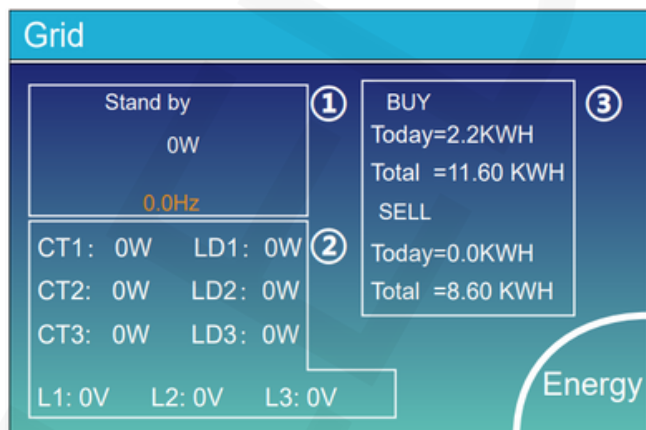 Grid
Stand by
①
0W
0.0Hz
CT1: 0W LD1: 0W
②
CT2: 0W LD2: 0W
CT3: 0W LD3: 0W
L1: 0V L2: 0V L3: 0V
BUY
③
Today=2.2KWH
Total =11.60 KWH
SELL
Today=0.0KWH
Total =8.60 KWH
Energy